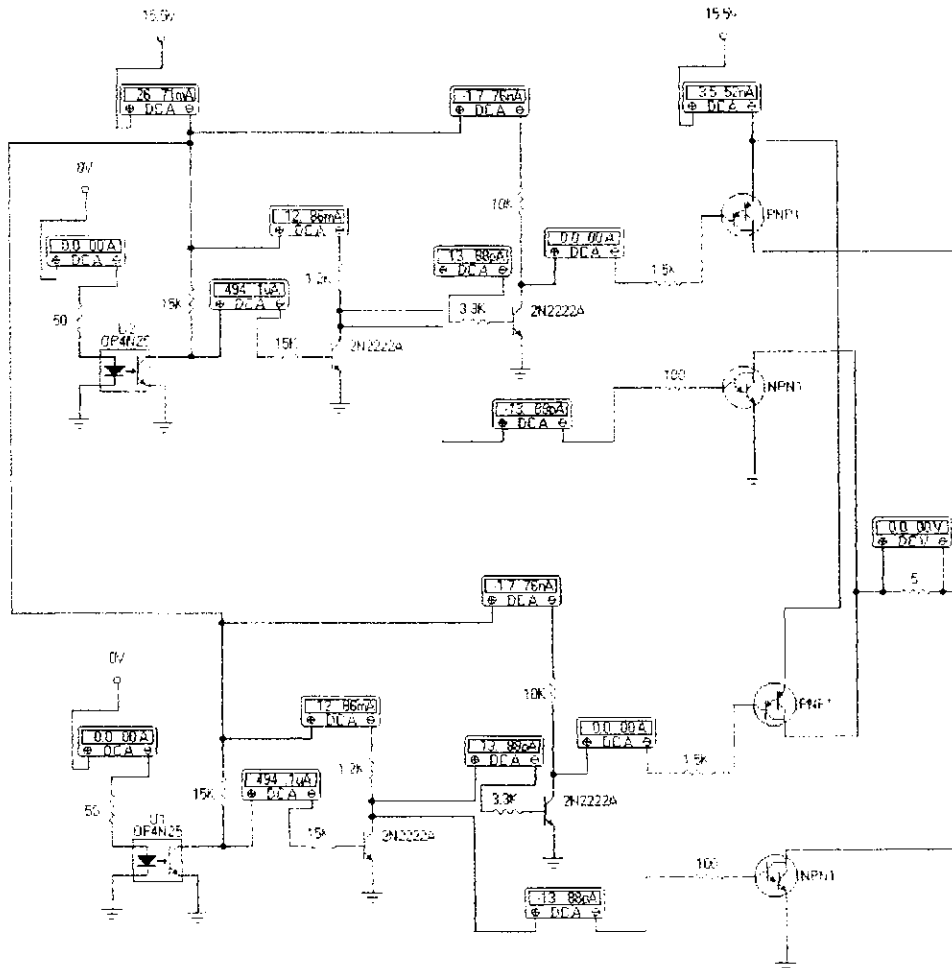 15.5V
15.5V
26.71mA
DCA
-17.76nA
DCA
35.52nA
DCA
0V
12.86mA
DCA
10K
PNP1
00.00A
DCA
13.88pA
DCA
00.00A
DCA
1.5K
1.2K
494.1uA
DCA
15K
3.3K
2N2222A
50
U2
OP4N25
15K
2N2222A
100
NPN1
-13.88pA
DCA
00.00V
DCV
5
-17.76nA
DCA
0V
10K
PNP1
12.86mA
DCA
00.00A
DCA
00.00A
DCA
13.88pA
DCA
1.5K
1.2K
15K
494.1uA
DCA
3.3K
2N2222A
50
U1
OP4N25
15K
2N2222A
100
NPN1
-13.88pA
DCA